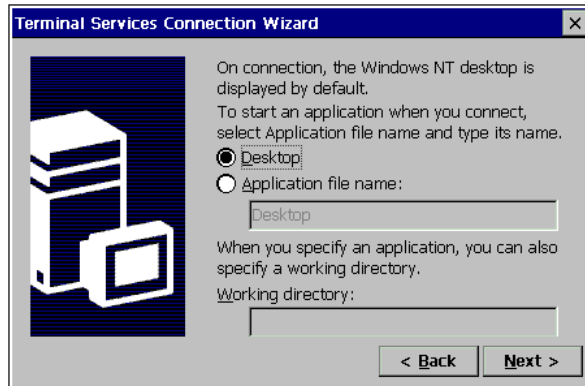 Terminal Services Connection Wizard
On connection, the Windows NT desktop is
displayed by default.
To start an application when you connect,
select Application file name and type its name.
Desktop
Application file name:
Desktop
When you specify an application, you can also
specify a working directory.
Working directory:
< Back Next >